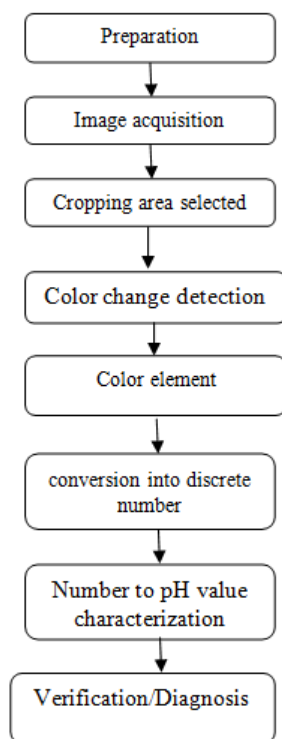 Preparation
Image acquisition
Cropping area selected
Color change detection
Color element
conversion into discrete
number
Number to pH value
characterization
Verification/Diagnosis